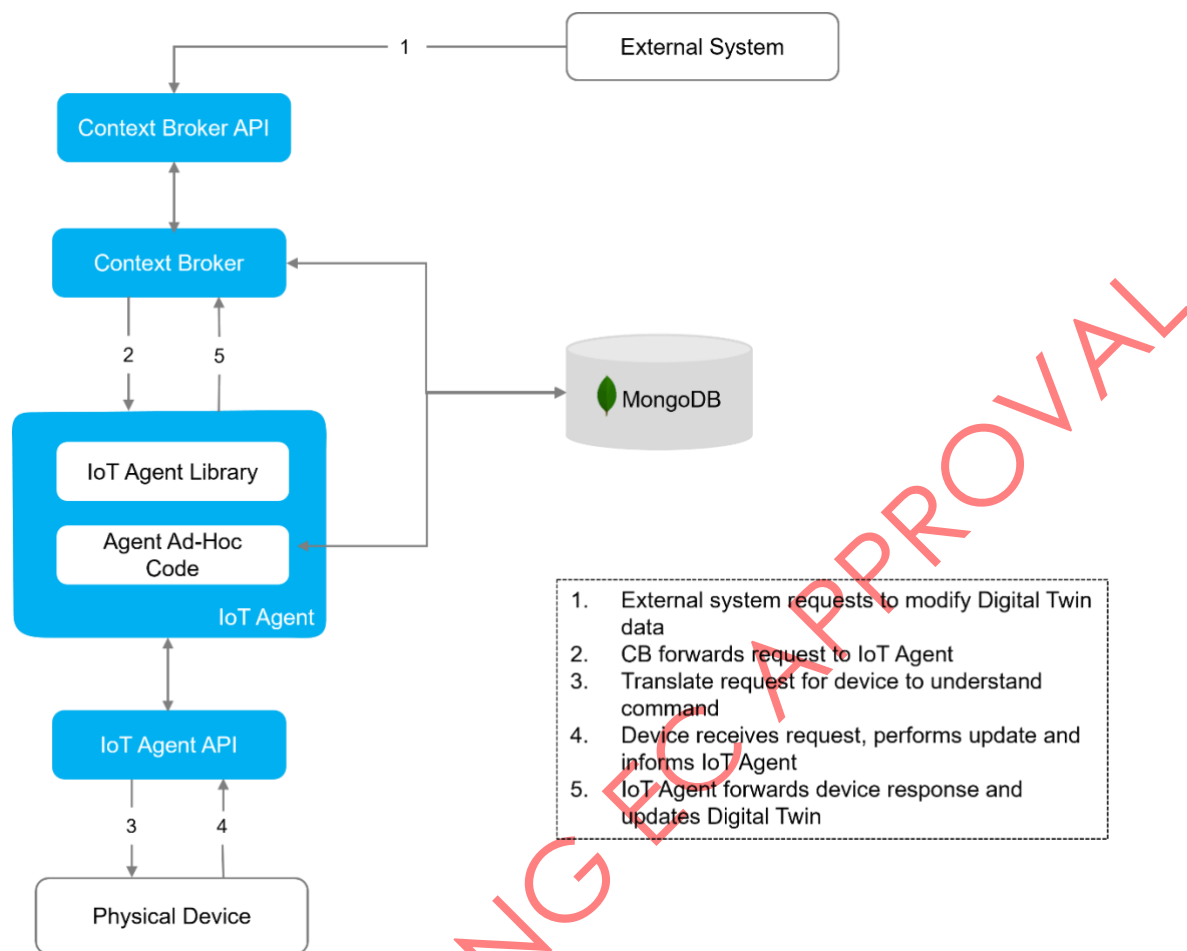 1
External System
Context Broker API
Context Broker
2
5
MongoDB
IoT Agent Library
Agent Ad-Hoc
Code
IoT Agent
1. External system requests to modify Digital Twin
data
2. CB forwards request to IoT Agent
3. Translate request for device to understand
command
4. Device receives request, performs update and
informs IoT Agent
5. IoT Agent forwards device response and
updates Digital Twin
IoT Agent API
3
4
Physical Device
NG EC APPROVAL